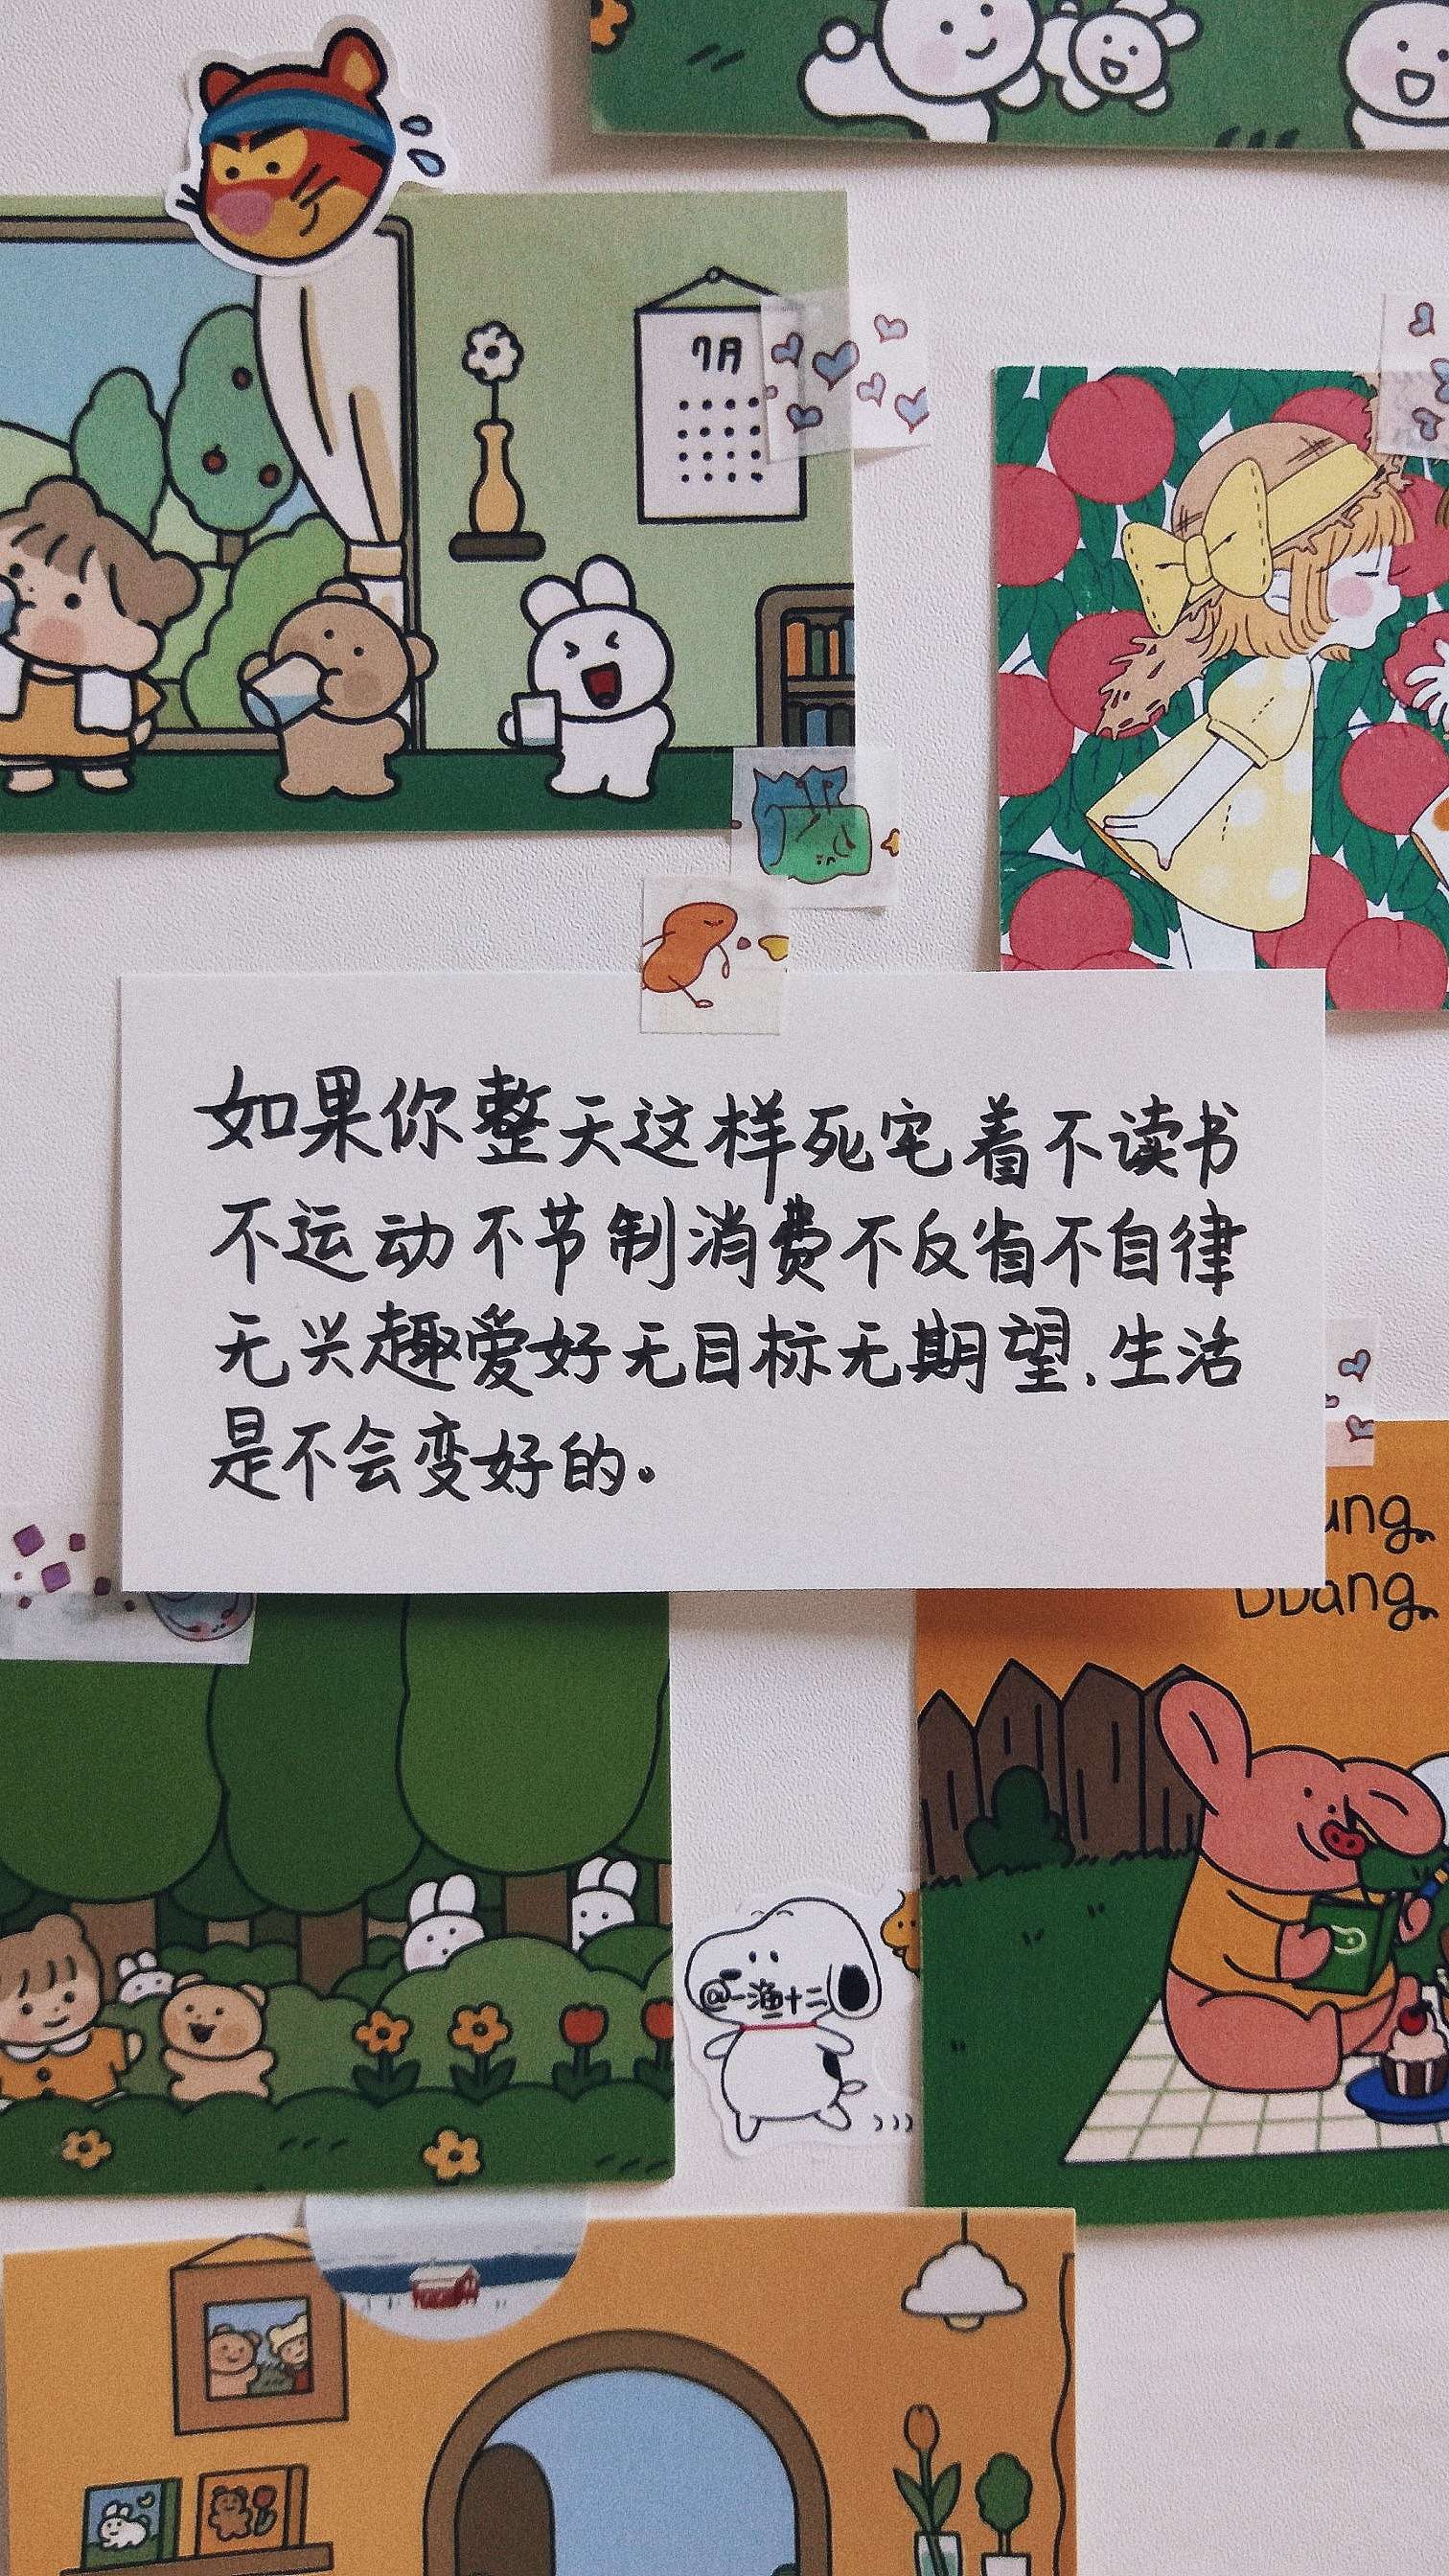 7月
如果你整天这样死宅着不读书
不运动不节制消费不反省不自律
无兴趣爱好无目标无期望、生活
是不会变好的。
ung
@一渔十二